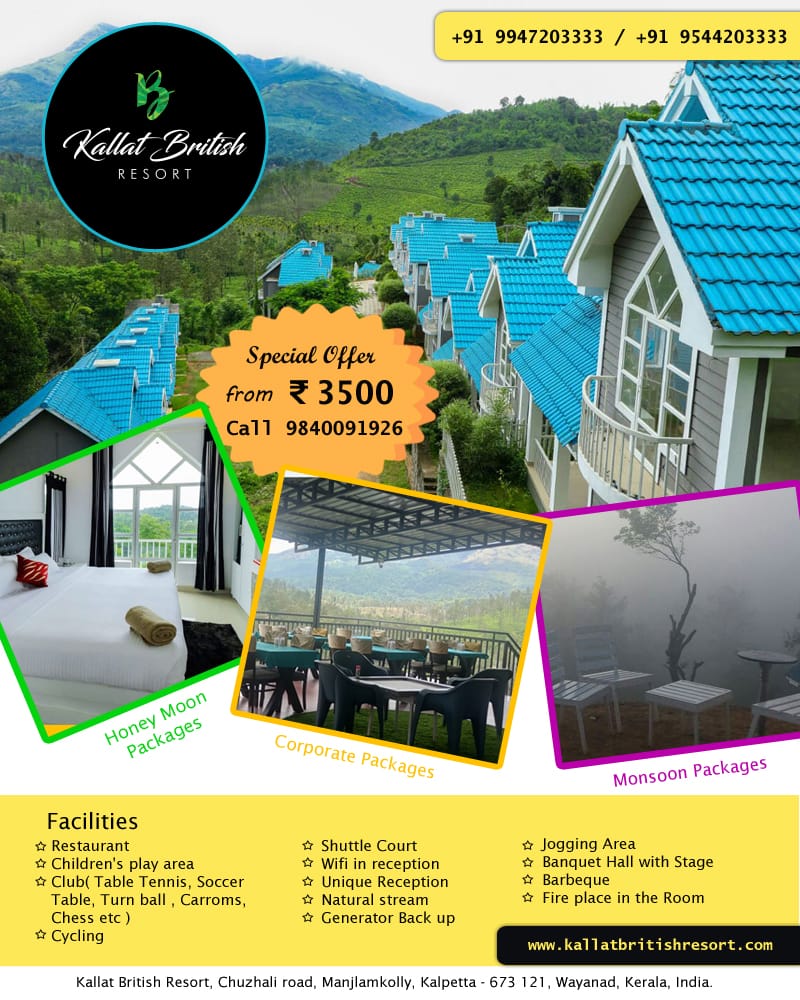 +91 9947203333 / +91 9544203333
Kallat British
RESORT
Special Offer
from ₹ 3500
Call 9840091926
Honey Moon
Packages
Corporate Packages
Monsoon Packages
Facilities
Restaurant
Children's play area
Club( Table Tennis, Soccer
Table, Turn ball , Carroms,
Chess etc )
Cycling
Shuttle Court
Wifi in reception
Unique Reception
Natural stream
Generator Back up
Jogging Area
Banquet Hall with Stage
Barbeque
Fire place in the Room
www.kallatbritishresort.com
Kallat British Resort, Chuzhali road, Manjlamkolly, Kalpetta - 673 121, Wayanad, Kerala, India.